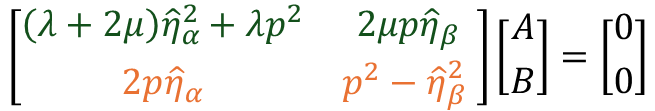 [(λ + 2μ)η̂_α² + λp²  2μpη̂_β] [A] = [0]
[2pη̂_α  p² − η̂_β²] [B] [0]